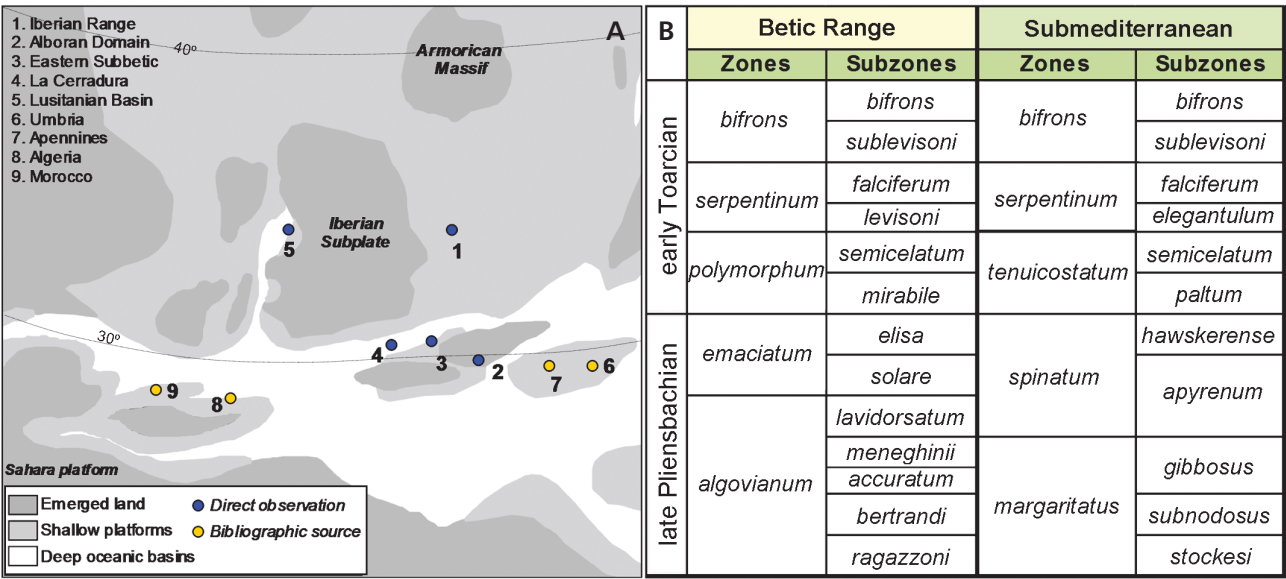 1. Iberian Range
2. Alboran Domain
3. Eastern Subbetic
4. La Cerradura
5. Lusitanian Basin
6. Umbria
7. Apennines
8. Algeria
9. Morocco
A
40º
Armorican
Massif
Iberian
Subplate
5
1
30º
4
3
2
7
6
9
8
Sahara platform
Emerged land
Shallow platforms
Deep oceanic basins
Direct observation
Bibliographic source
B
Betic Range
Submediterranean
Zones
Subzones
Zones
Subzones
early Toarcian
bifrons
bifrons
sublevisoni
bifrons
bifrons
sublevisoni
serpentinum
falciferum
levisoni
serpentinum
falciferum
elegantulum
polymorphum
semicelatum
mirabile
tenuicostatum
semicelatum
paltum
late Pliensbachian
emaciatum
elisa
solare
spinatum
hawskerense
apyrenum
algovianum
lavidorsatum
meneghinii
accuratum
bertrandi
ragazzoni
margaritatus
gibbosus
subnodosus
stockesi